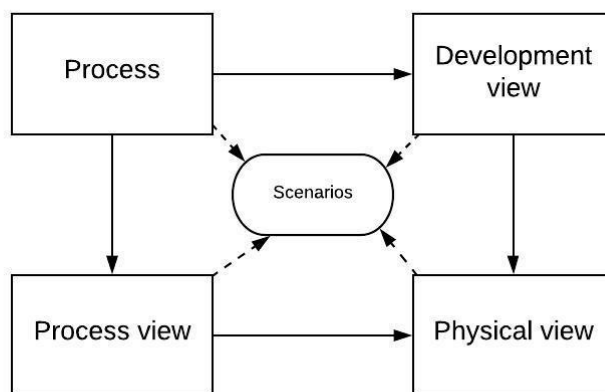 Process
Development
view
Scenarios
Process view
Physical view